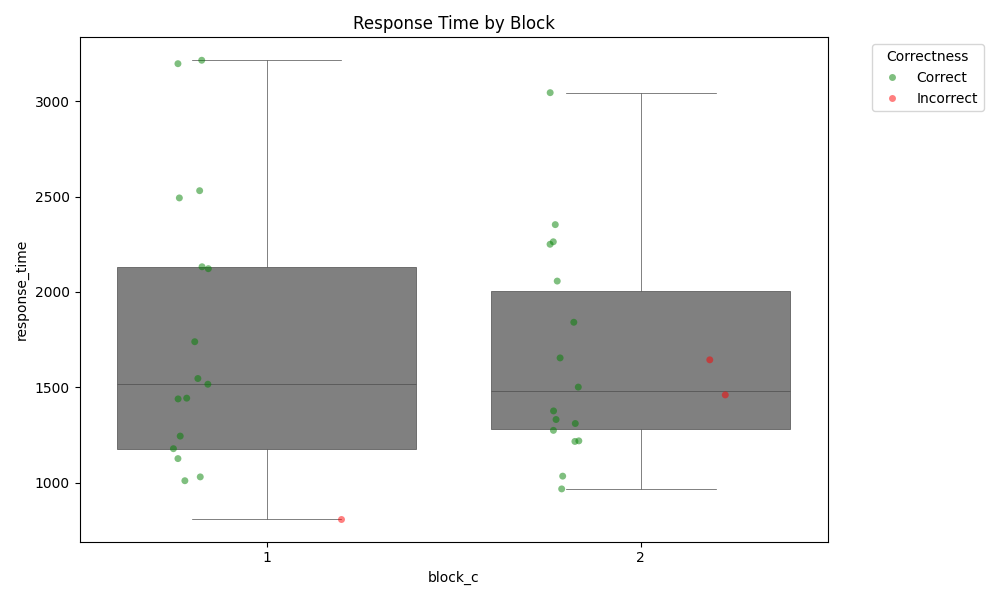 Response Time by Block
Correctness
Correct
Incorrect
response_time
3000
2500
2000
1500
1000
1
2
block_c